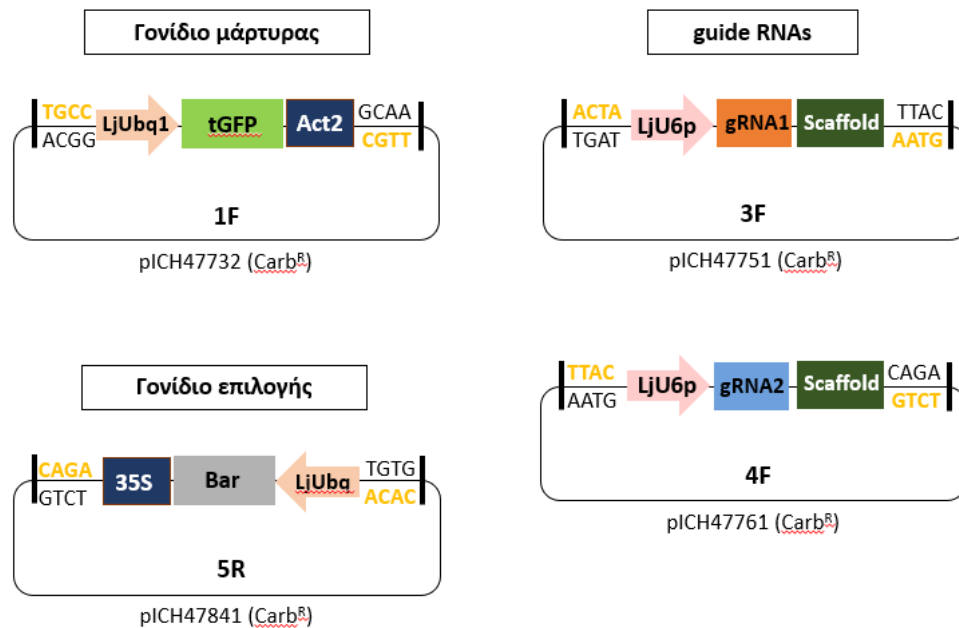 Γονίδιο μάρτυρας
TGCC
ACGG
LjUbq1
tGFP
Act2
GCAA
CGTT
1F
pICH47732 (Carbᴿ)
guide RNAs
ACTA
TGAT
LjU6p
gRNA1
Scaffold
TTAC
AATG
3F
pICH47751 (Carbᴿ)
Γονίδιο επιλογής
CAGA
GTCT
35S
Bar
LjUbq
TGTG
ACAC
5R
pICH47841 (Carbᴿ)
TTAC
AATG
LjU6p
gRNA2
Scaffold
CAGA
GTCT
4F
pICH47761 (Carbᴿ)